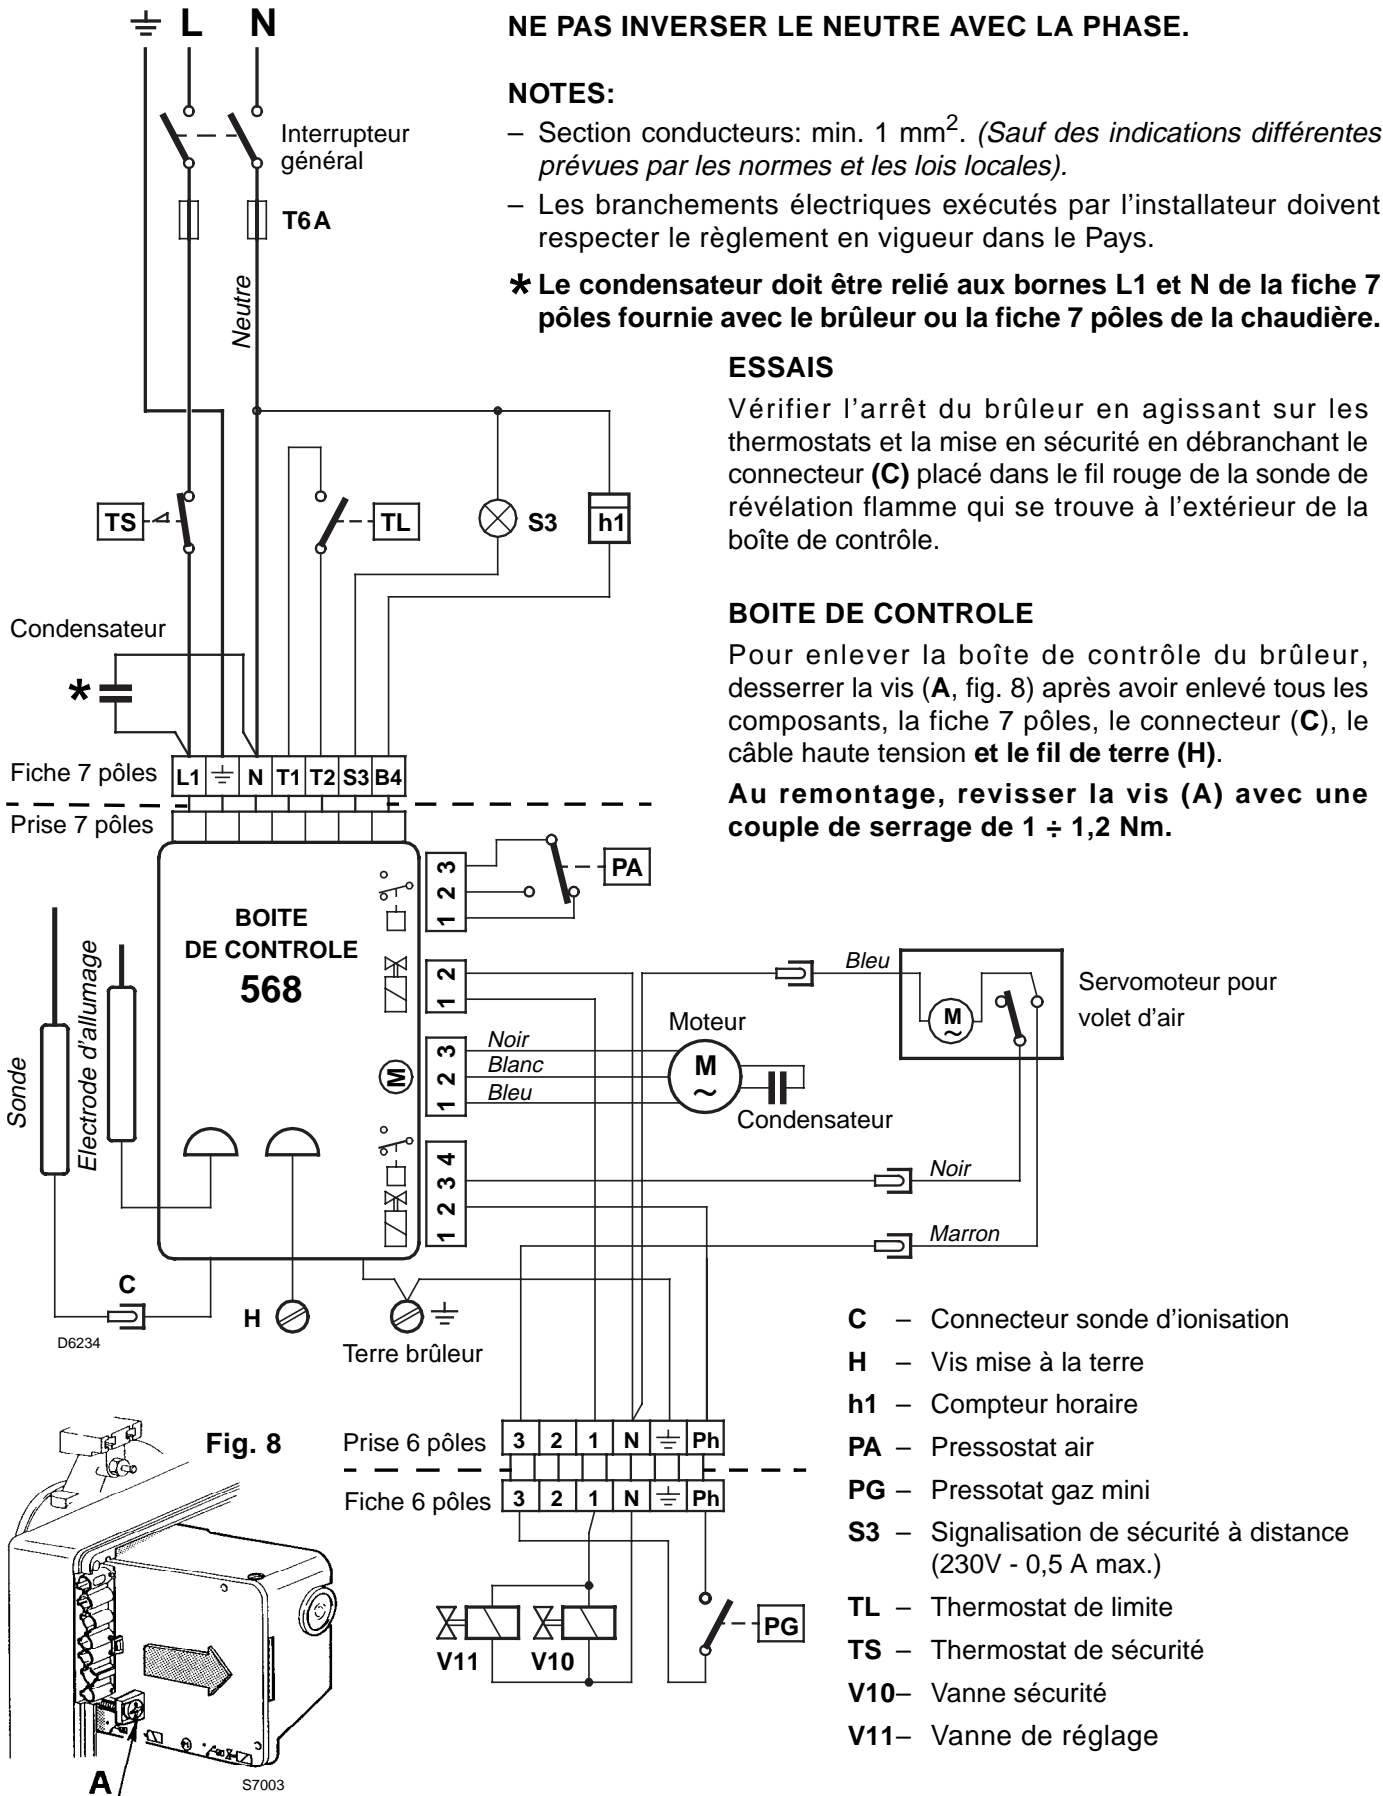 L N
NE PAS INVERSER LE NEUTRE AVEC LA PHASE.
NOTES:
– Section conducteurs: min. 1 mm². (Sauf des indications différentes
prévues par les normes et les lois locales).
– Les branchements électriques exécutés par l'installateur doivent
respecter le règlement en vigueur dans le Pays.
* Le condensateur doit être relié aux bornes L1 et N de la fiche 7
pôles fournie avec le brûleur ou la fiche 7 pôles de la chaudière.
ESSAIS
Vérifier l'arrêt du brûleur en agissant sur les
thermostats et la mise en sécurité en débranchant le
connecteur (C) placé dans le fil rouge de la sonde de
révélation flamme qui se trouve à l'extérieur de la
boîte de contrôle.
BOITE DE CONTROLE
Pour enlever la boîte de contrôle du brûleur,
desserrer la vis (A, fig. 8) après avoir enlevé tous les
composants, la fiche 7 pôles, le connecteur (C), le
câble haute tension et le fil de terre (H).
Au remontage, revisser la vis (A) avec une
couple de serrage de 1 ÷ 1,2 Nm.
Interrupteur
général
T6A
Neutre
TS
TL
S3
h1
Condensateur
*
Fiche 7 pôles
L1 N T1 T2 S3 B4
Prise 7 pôles
3
2
1
PA
BOITE
DE CONTROLE
568
2
1
3
2
1
M
4
3
2
1
Sonde
Electrode d'allumage
Noir
Blanc
Bleu
Moteur
M
~
Condensateur
Bleu
M
~
Servomoteur pour
volet d'air
Noir
Marron
C
H
Terre brûleur
D6234
Prise 6 pôles
3 2 1 N Ph
Fiche 6 pôles
3 2 1 N Ph
V11
V10
PG
Fig. 8
A
S7003
C – Connecteur sonde d'ionisation
H – Vis mise à la terre
h1 – Compteur horaire
PA – Pressostat air
PG – Pressotat gaz mini
S3 – Signalisation de sécurité à distance
(230V - 0,5 A max.)
TL – Thermostat de limite
TS – Thermostat de sécurité
V10– Vanne sécurité
V11– Vanne de réglage